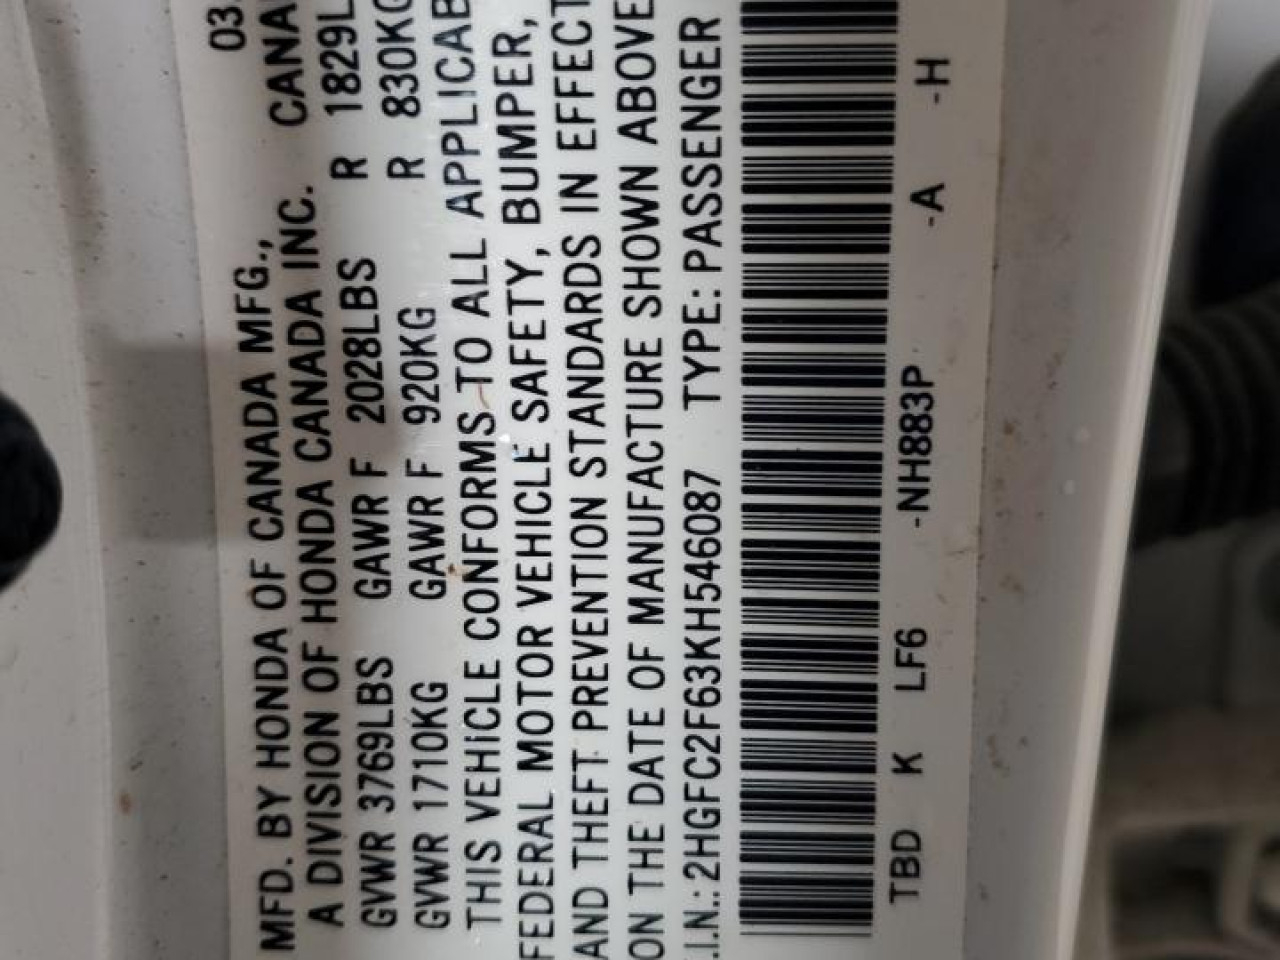 03
MFD. BY HONDA OF CANADA MFG., CANA
A DIVISION OF HONDA CANADA INC.
GVWR 3769LBS GAWR F 2028LBS R 1829L
GVWR 1710KG GAWR F 920KG R 830KG
THIS VEHICLE CONFORMS TO ALL APPLICAB
FEDERAL MOTOR VEHICLE SAFETY, BUMPER,
AND THEFT PREVENTION STANDARDS IN EFFECT
ON THE DATE OF MANUFACTURE SHOWN ABOVE
.I.N.: 2HGFC2F63KH546087 TYPE: PASSENGER
TBD K LF6 -NH883P -A -H